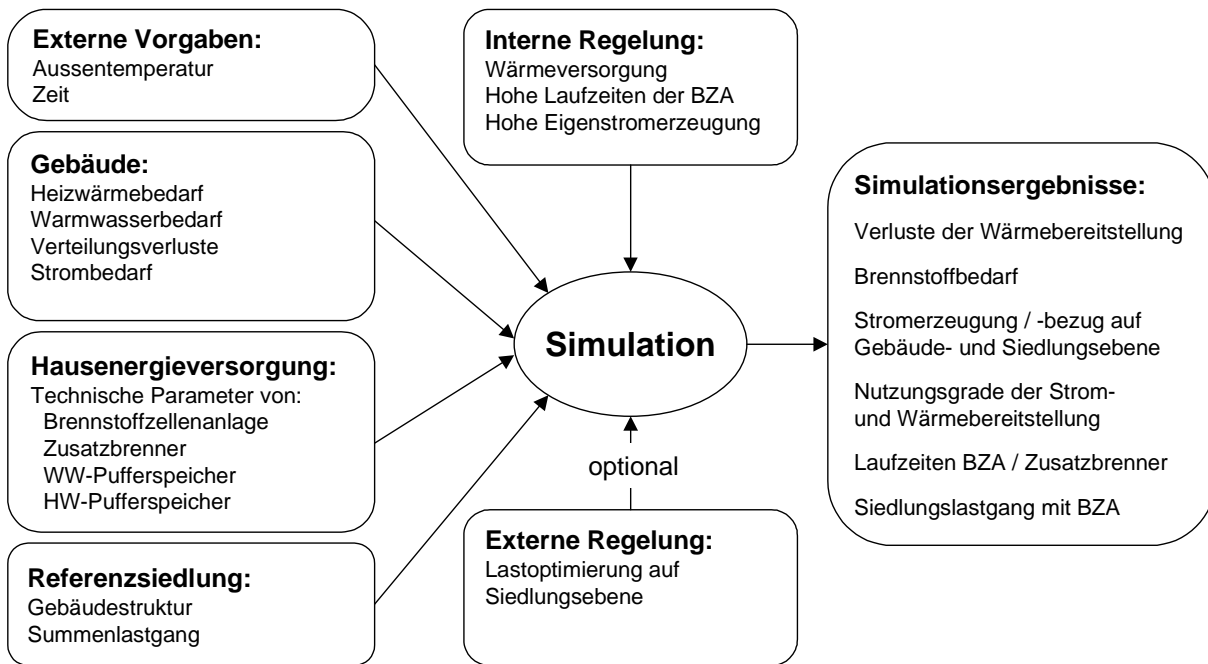 Externe Vorgaben:
Aussentemperatur
Zeit
Gebäude:
Heizwärmebedarf
Warmwasserbedarf
Verteilungsverluste
Strombedarf
Hausenergieversorgung:
Technische Parameter von:
Brennstoffzellenanlage
Zusatzbrenner
WW-Pufferspeicher
HW-Pufferspeicher
Referenzsiedlung:
Gebäudestruktur
Summenlastgang
Interne Regelung:
Wärmeversorgung
Hohe Laufzeiten der BZA
Hohe Eigenstromerzeugung
Simulation
optional
Externe Regelung:
Lastoptimierung auf
Siedlungsebene
Simulationsergebnisse:
Verluste der Wärmebereitstellung
Brennstoffbedarf
Stromerzeugung / -bezug auf
Gebäude- und Siedlungsebene
Nutzungsgrade der Strom-
und Wärmebereitstellung
Laufzeiten BZA / Zusatzbrenner
Siedlungslastgang mit BZA